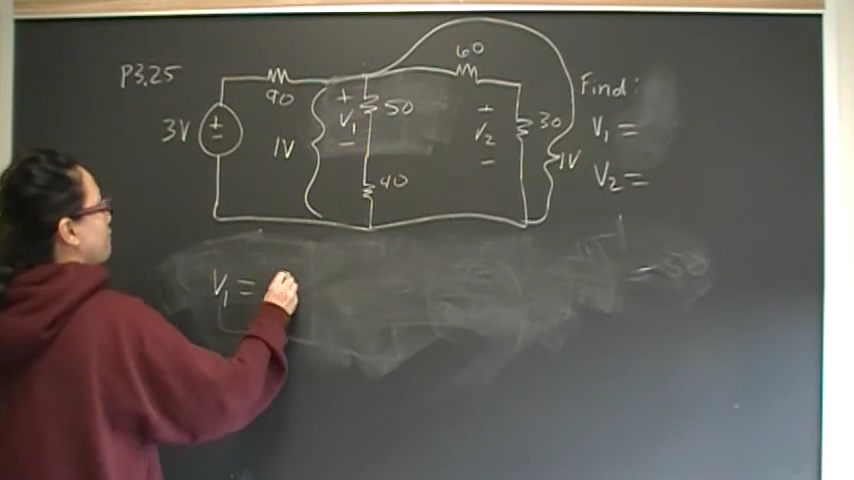 P3.25
60
90
3V
+
-
1V
+
V1
-
50
40
+
V2
-
30
1V
Find:
V1 =
V2 =
V1 =